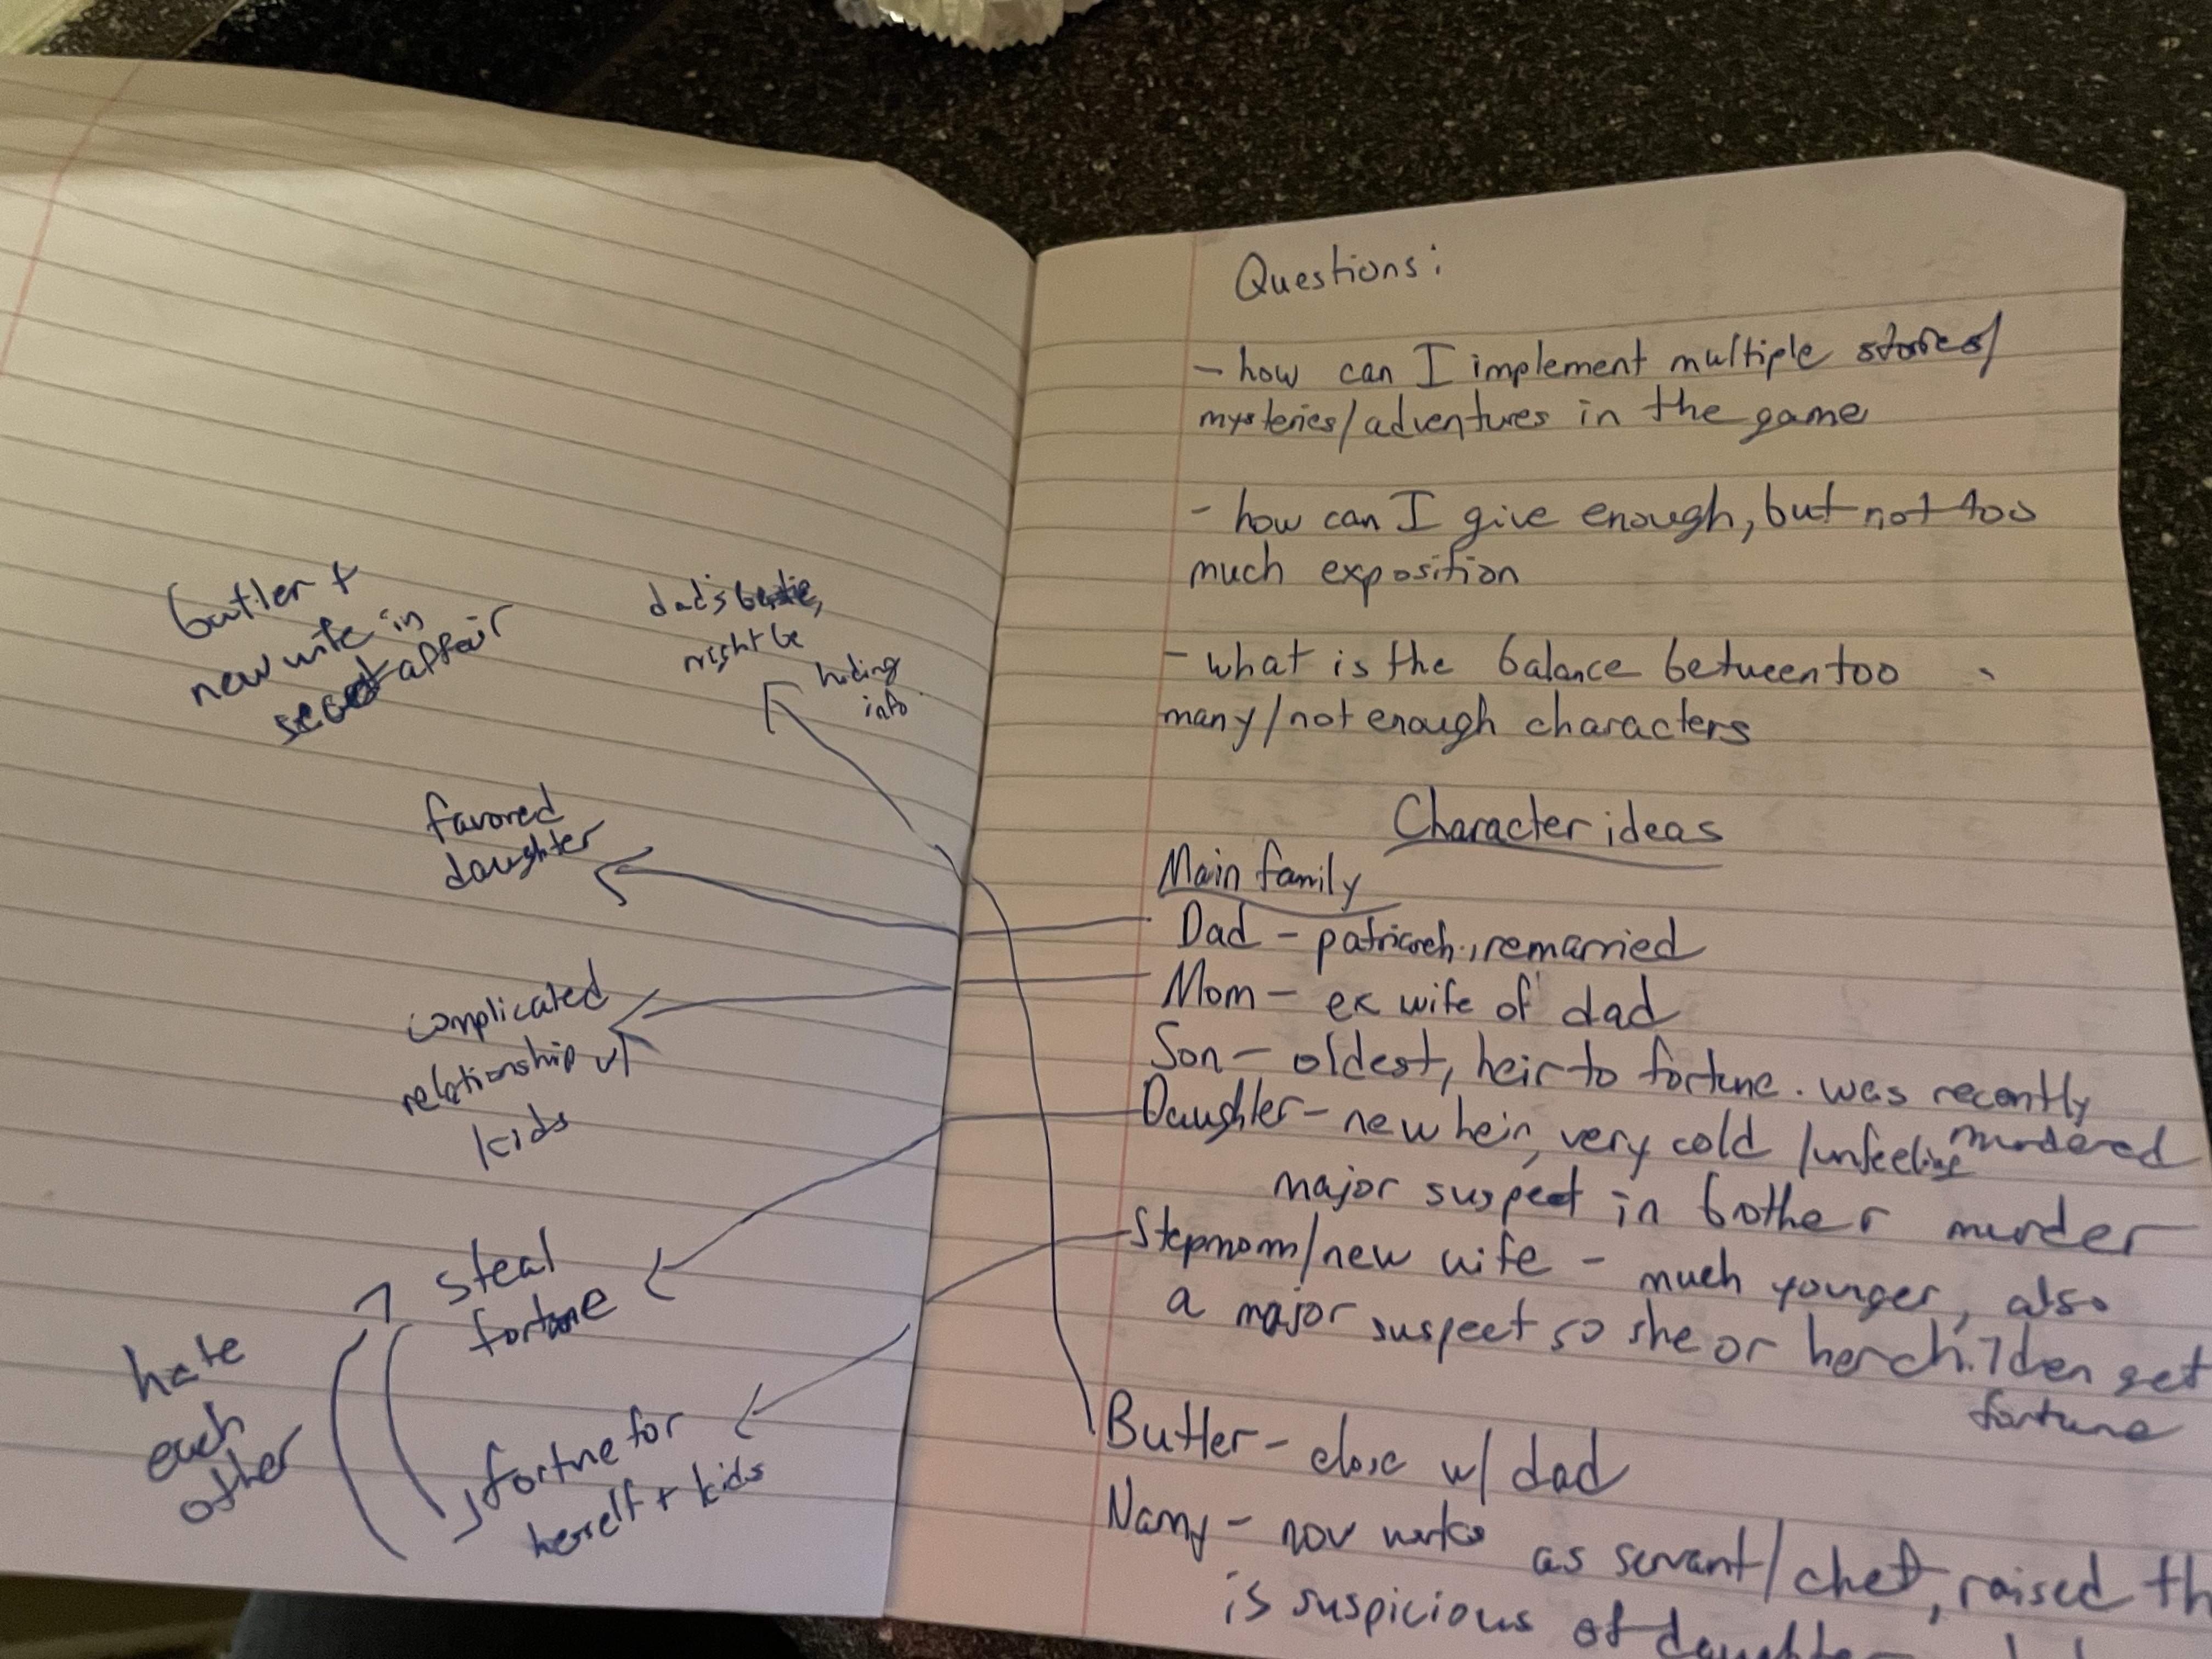 butler +
new wife in
secret affair
dad's bestie,
might be
hiding
info.
favored
daughter
complicated
relationship w/
kids
steal
fortune
hate
each
other
fortune for
herself + kids
Questions:
- how can I implement multiple stories/
mysteries/adventures in the game
- how can I give enough, but not too
much exposition
- what is the balance between too
many/not enough characters
Character ideas
Main family
Dad - patriarch, remarried
Mom - ex wife of dad
Son - oldest, heir to fortune. was recently
murdered
Daughter - new heir, very cold /unfeeling
major suspect in brother murder
Stepmom/new wife - much younger, also
a major suspect so she or her children get
fortune
Butler - close w/ dad
Nanny - now works as servant/chef, raised
is suspicious of